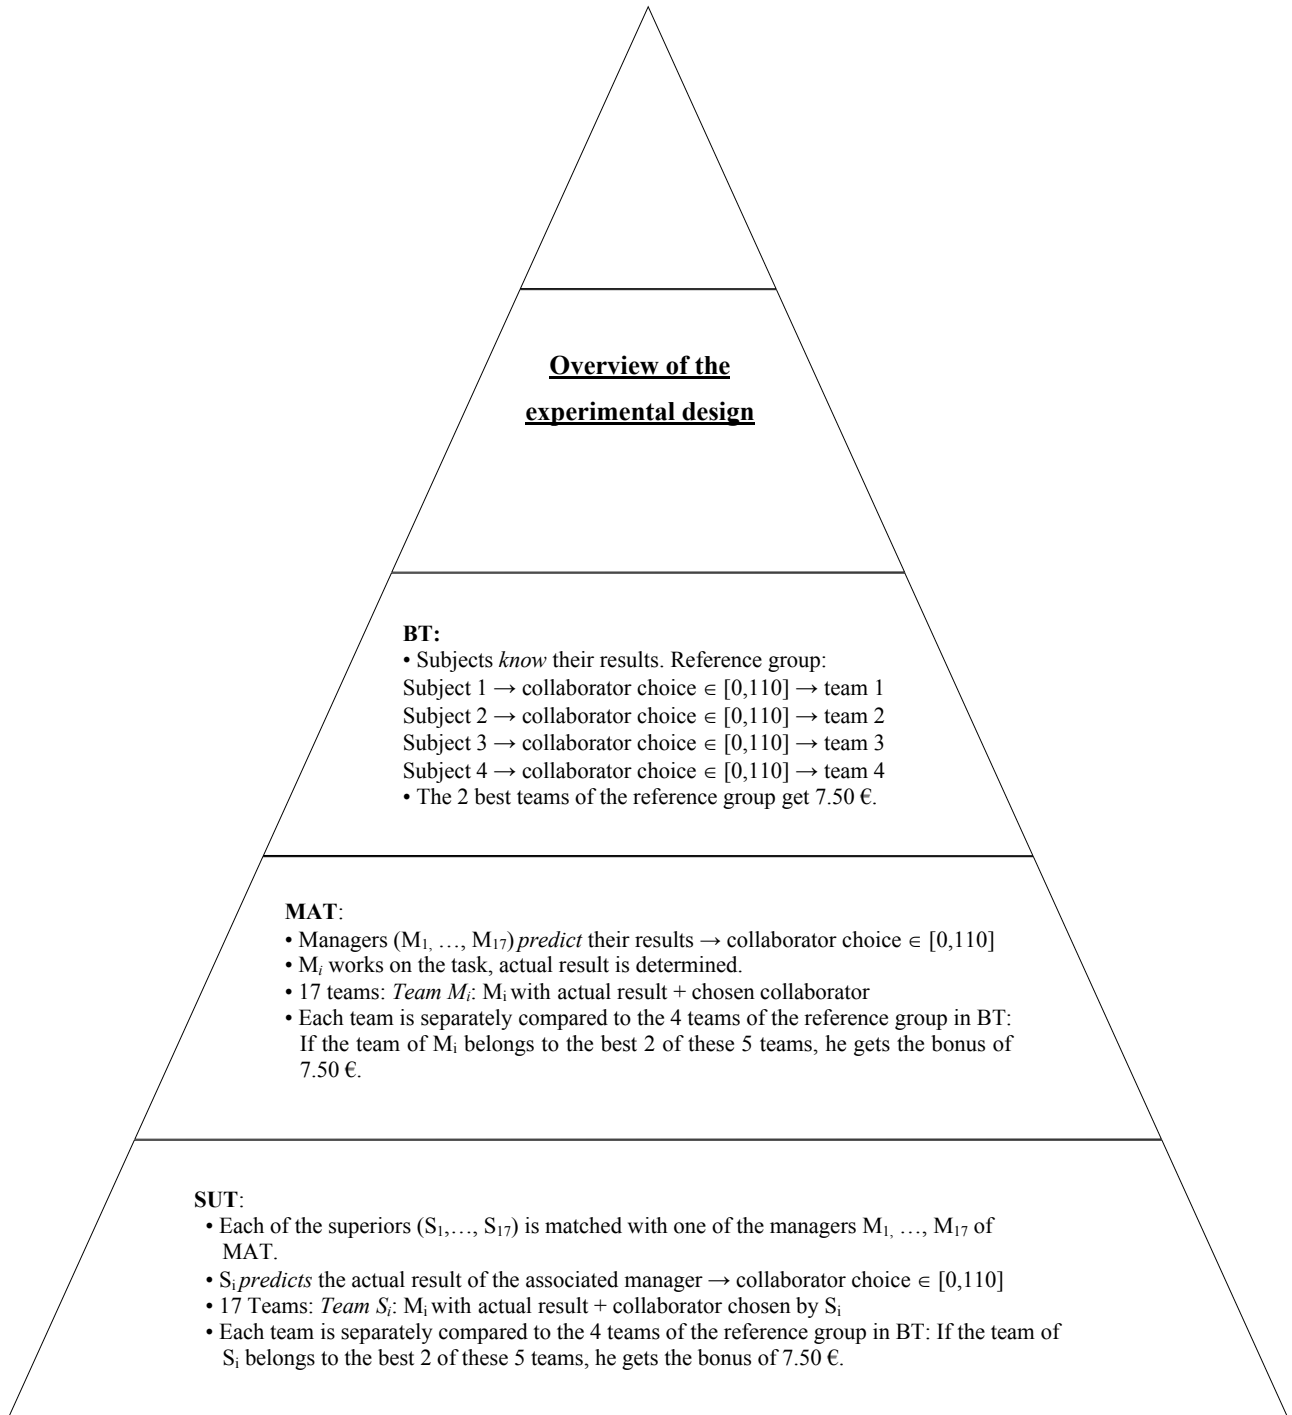 Overview of the
experimental design
BT:
• Subjects know their results. Reference group:
Subject 1 → collaborator choice ∈ [0,110] → team 1
Subject 2 → collaborator choice ∈ [0,110] → team 2
Subject 3 → collaborator choice ∈ [0,110] → team 3
Subject 4 → collaborator choice ∈ [0,110] → team 4
• The 2 best teams of the reference group get 7.50 €.
MAT:
• Managers (M1, …, M17) predict their results → collaborator choice ∈ [0,110]
• Mi works on the task, actual result is determined.
• 17 teams: Team Mi: Mi with actual result + chosen collaborator
• Each team is separately compared to the 4 teams of the reference group in BT:
If the team of Mi belongs to the best 2 of these 5 teams, he gets the bonus of
7.50 €.
SUT:
• Each of the superiors (S1,…, S17) is matched with one of the managers M1, …, M17 of
MAT.
• Si predicts the actual result of the associated manager → collaborator choice ∈ [0,110]
• 17 Teams: Team Si: Mi with actual result + collaborator chosen by Si
• Each team is separately compared to the 4 teams of the reference group in BT: If the team of
Si belongs to the best 2 of these 5 teams, he gets the bonus of 7.50 €.